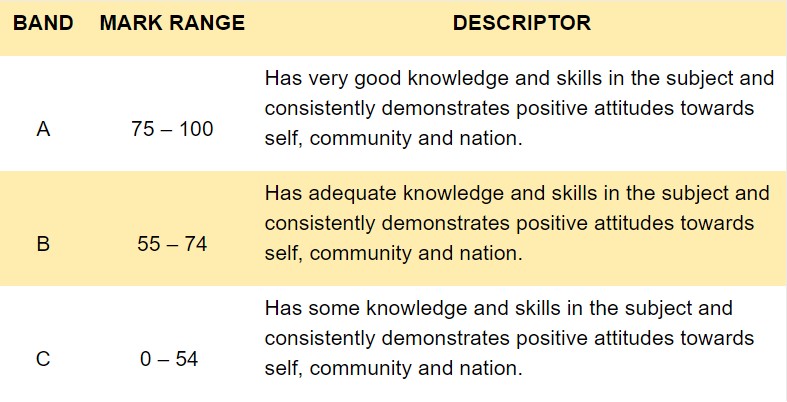 BAND MARK RANGE DESCRIPTOR
Has very good knowledge and skills in the subject and
consistently demonstrates positive attitudes towards
A 75 – 100
self, community and nation.
Has adequate knowledge and skills in the subject and
consistently demonstrates positive attitudes towards
B 55 – 74
self, community and nation.
Has some knowledge and skills in the subject and
consistently demonstrates positive attitudes towards
C 0 – 54
self, community and nation.